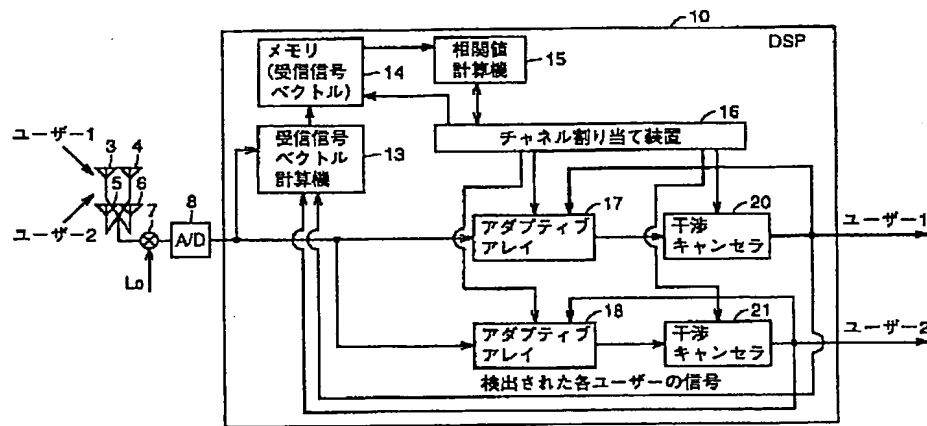 10
DSP
メモリ
(受信信号
ベクトル)
14
相関値
計算機
15
16
チャネル割り当て装置
受信信号
ベクトル
計算機
13
ユーザー1
3
4
5
6
7
8
A/D
ユーザー2
Lo
17
アダプティブ
アレイ
20
干渉
キャンセラ
ユーザー1
18
アダプティブ
アレイ
21
干渉
キャンセラ
ユーザー2
検出された各ユーザーの信号